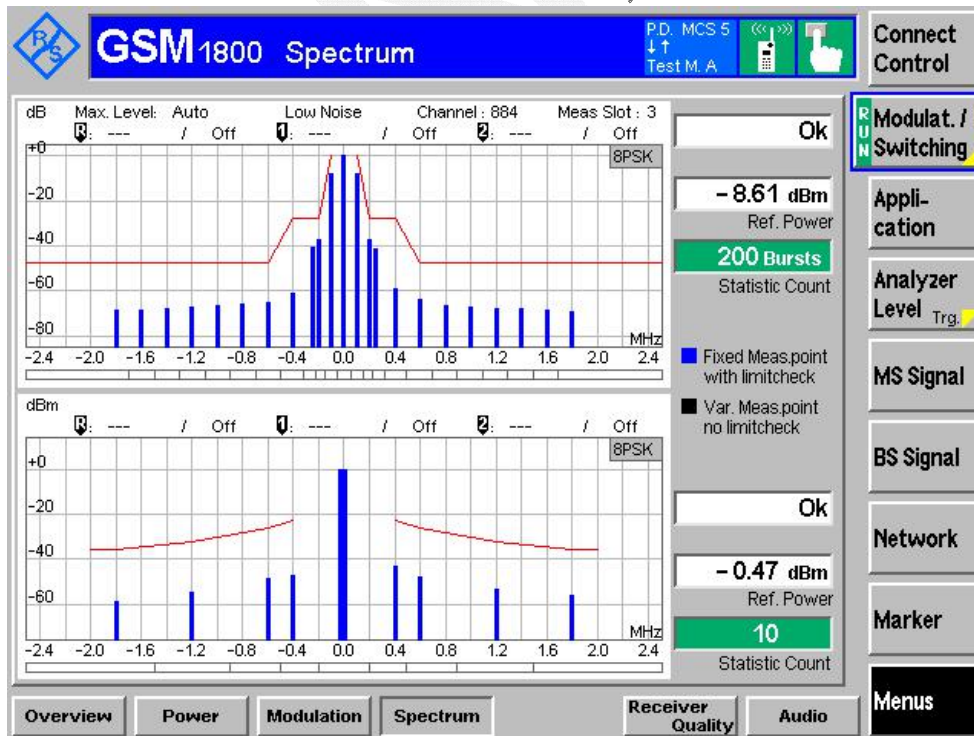 R/S
GSM 1800 Spectrum
P.D. MCS 5
↓↑
Test M. A
Connect
Control
dB Max. Level: Auto Low Noise Channel : 884 Meas Slot : 3
R: --- / Off 1: --- / Off 2: --- / Off
8PSK
+0
-20
-40
-60
-80
MHz
-2.4 -2.0 -1.6 -1.2 -0.8 -0.4 0.0 0.4 0.8 1.2 1.6 2.0 2.4
Ok
-8.61 dBm
Ref. Power
200 Bursts
Statistic Count
Fixed Meas.point
with limitcheck
Var. Meas.point
no limitcheck
dBm
R: --- / Off 1: --- / Off 2: --- / Off
8PSK
+0
-20
-40
-60
MHz
-2.4 -2.0 -1.6 -1.2 -0.8 -0.4 0.0 0.4 0.8 1.2 1.6 2.0 2.4
Ok
-0.47 dBm
Ref. Power
10
Statistic Count
RUN
Modulat. /
Switching
Appli-
cation
Analyzer
Level Trg.
MS Signal
BS Signal
Network
Marker
Menus
Overview
Power
Modulation
Spectrum
Receiver
Quality
Audio